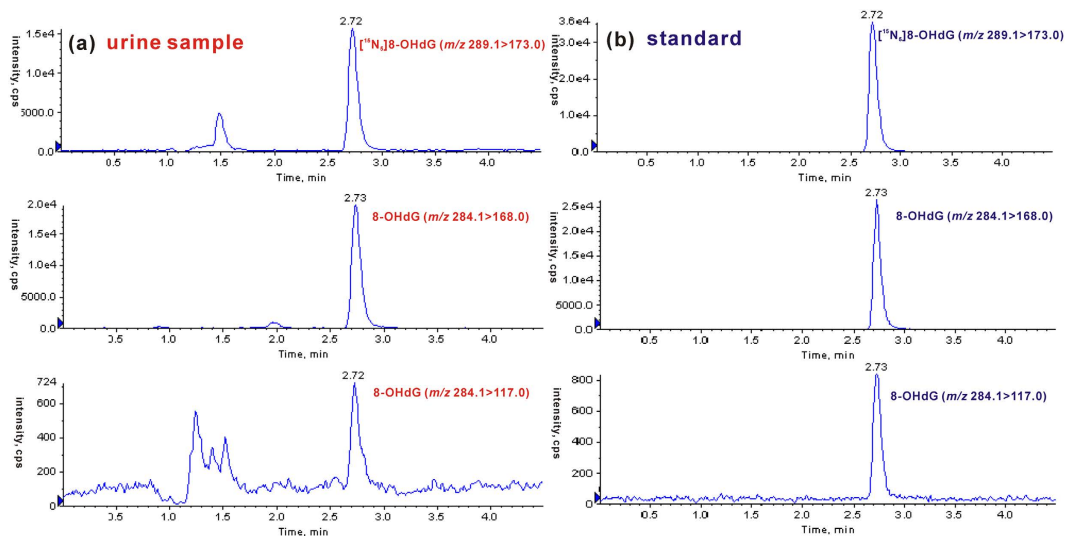 (a) urine sample
2.72
[¹⁵N₅]8-OHdG (m/z 289.1>173.0)
intensity, cps
1.5e4
1.0e4
5000.0
0.0
0.5 1.0 1.5 2.0 2.5 3.0 3.5 4.0
Time, min
2.73
8-OHdG (m/z 284.1>168.0)
intensity, cps
2.0e4
1.5e4
1.0e4
5000.0
0.0
0.5 1.0 1.5 2.0 2.5 3.0 3.5 4.0
Time, min
2.72
8-OHdG (m/z 284.1>117.0)
intensity, cps
724
600
400
200
0
0.5 1.0 1.5 2.0 2.5 3.0 3.5 4.0
Time, min
(b) standard
2.72
[¹⁵N₅]8-OHdG (m/z 289.1>173.0)
intensity, cps
3.6e4
3.0e4
2.0e4
1.0e4
0.0
0.5 1.0 1.5 2.0 2.5 3.0 3.5 4.0
Time, min
2.73
8-OHdG (m/z 284.1>168.0)
intensity, cps
2.5e4
2.0e4
1.5e4
1.0e4
5000.0
0.0
0.5 1.0 1.5 2.0 2.5 3.0 3.5 4.0
Time, min
2.73
8-OHdG (m/z 284.1>117.0)
intensity, cps
800
600
400
200
0
0.5 1.0 1.5 2.0 2.5 3.0 3.5 4.0
Time, min